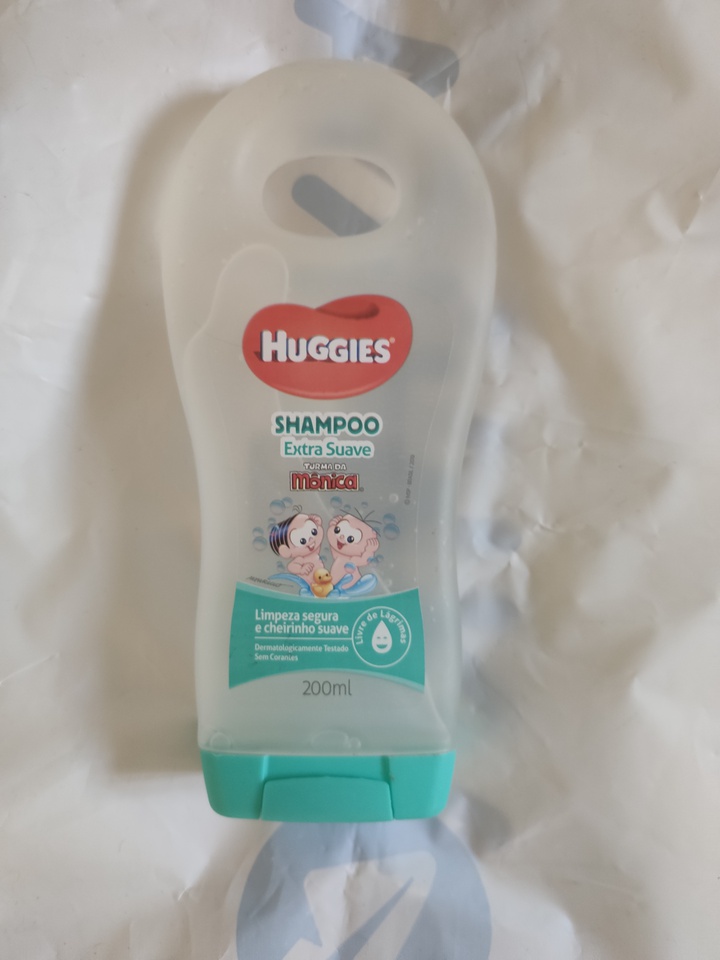 HUGGIES®
SHAMPOO
Extra Suave
TURMA DA
Mônica
Limpeza segura
e cheirinho suave
Dermatologicamente Testado
Sem Corantes
Livre de Lágrimas
200ml